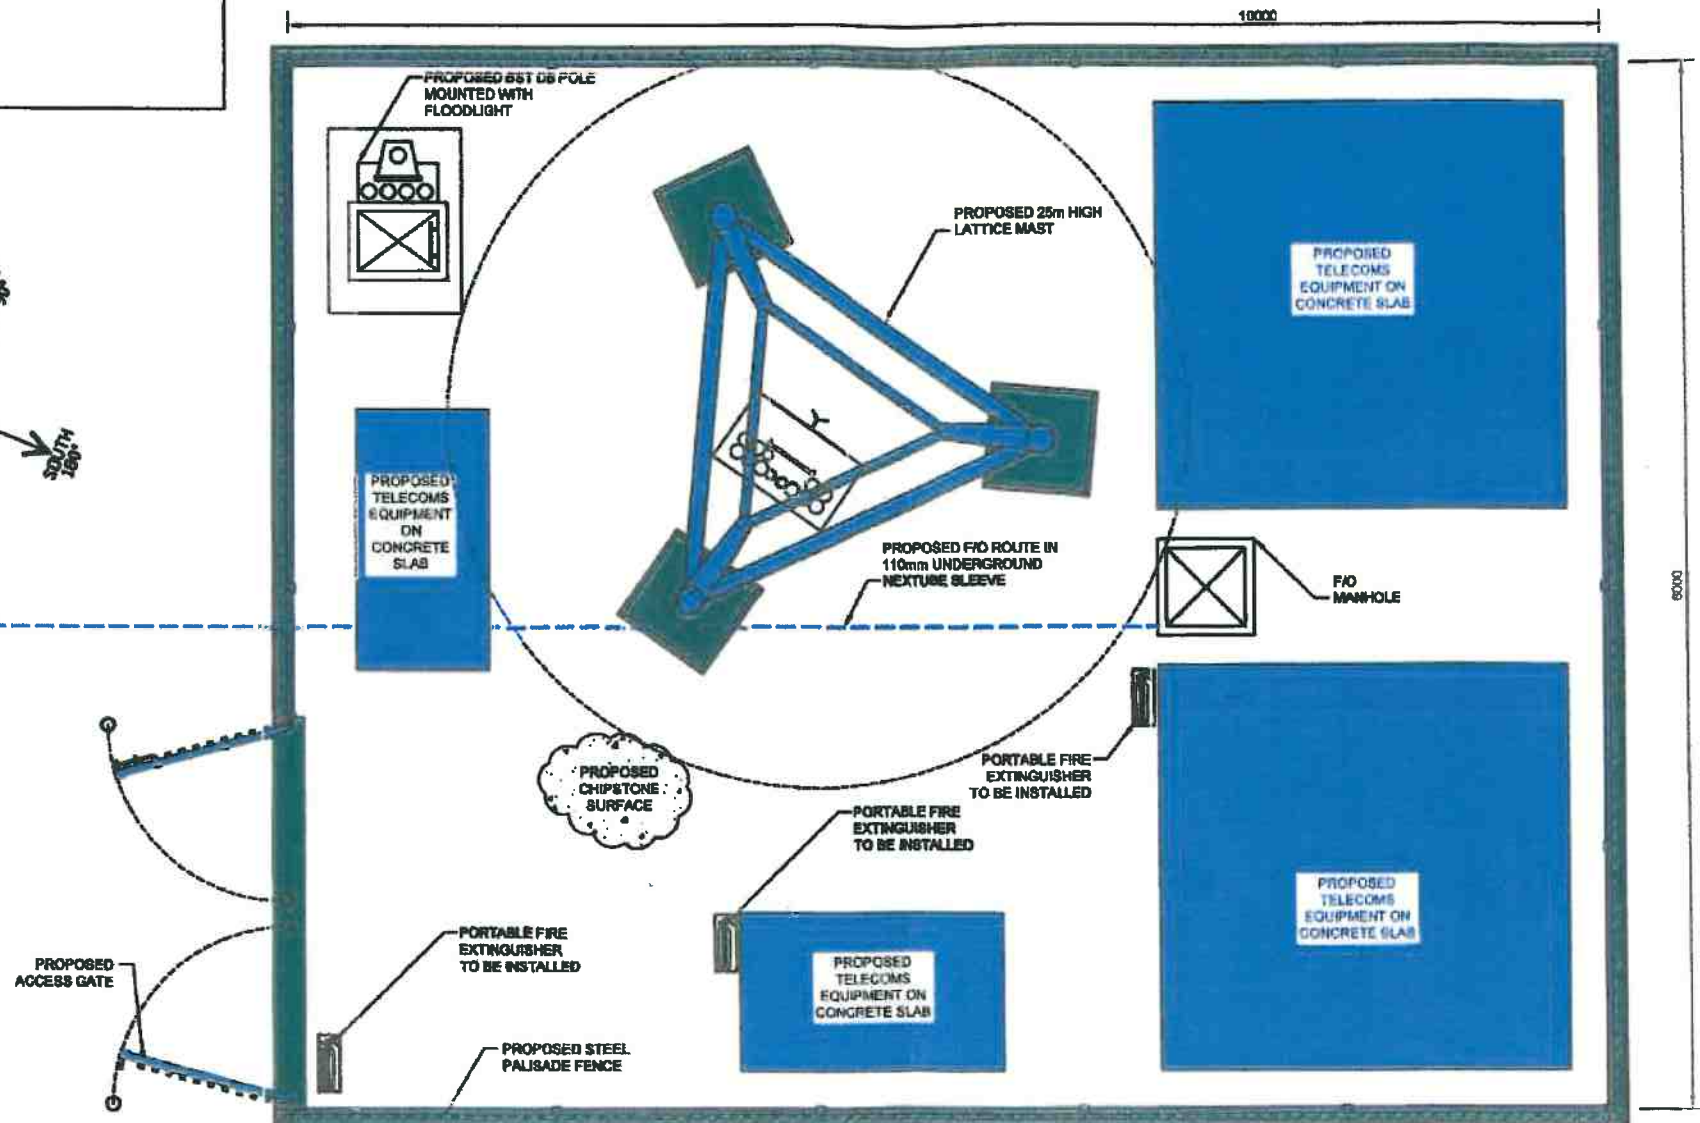 10000
PROPOSED BST DB POLE
MOUNTED WITH
FLOODLIGHT
PROPOSED 25m HIGH
LATTICE MAST
PROPOSED
TELECOMS
EQUIPMENT ON
CONCRETE SLAB
90°
SOUTH
180°
PROPOSED
TELECOMS
EQUIPMENT
ON
CONCRETE
SLAB
PROPOSED F/O ROUTE IN
110mm UNDERGROUND
NEXTUBE SLEEVE
F/O
MANHOLE
PROPOSED
CHIPSTONE
SURFACE
PORTABLE FIRE
EXTINGUISHER
TO BE INSTALLED
PORTABLE FIRE
EXTINGUISHER
TO BE INSTALLED
PROPOSED
TELECOMS
EQUIPMENT ON
CONCRETE SLAB
PORTABLE FIRE
EXTINGUISHER
TO BE INSTALLED
PROPOSED
ACCESS GATE
PROPOSED
TELECOMS
EQUIPMENT ON
CONCRETE SLAB
PROPOSED STEEL
PALISADE FENCE